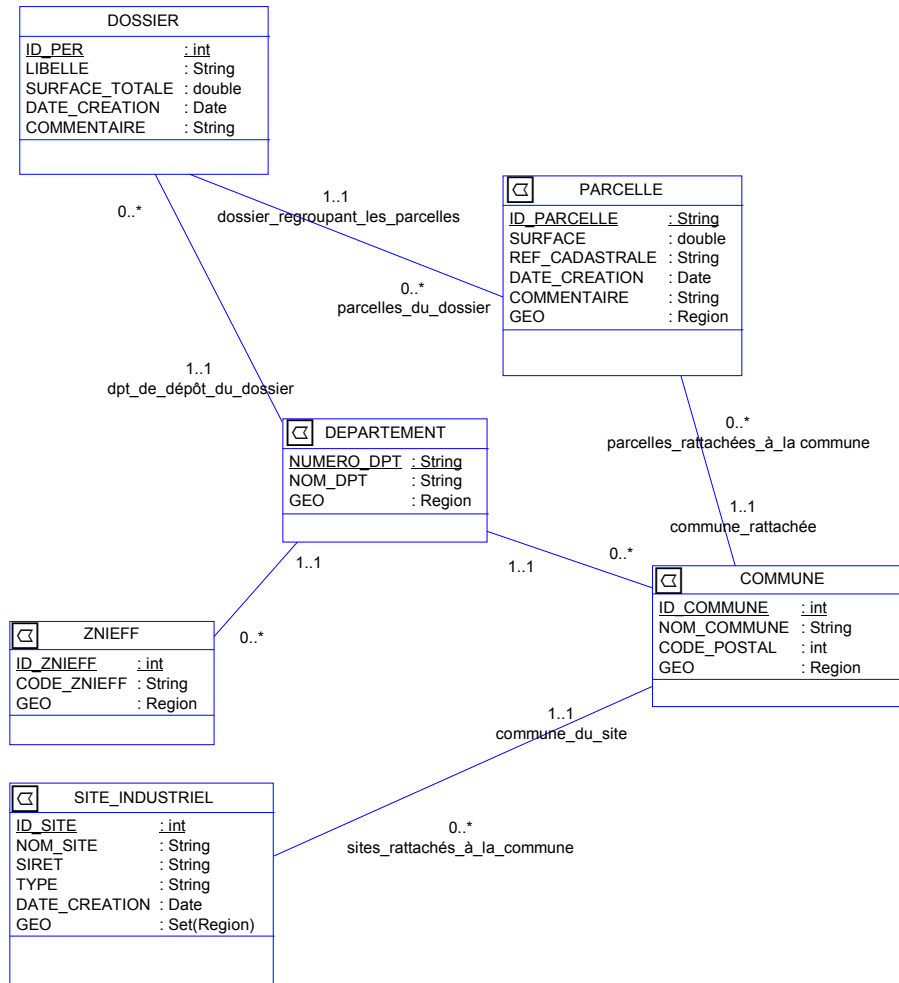 DOSSIER
ID_PER : int
LIBELLE : String
SURFACE_TOTALE : double
DATE_CREATION : Date
COMMENTAIRE : String
0..*
1..1
dossier_regroupant_les_parcelles
PARCELLE
ID_PARCELLE : String
SURFACE : double
REF_CADASTRALE : String
DATE_CREATION : Date
COMMENTAIRE : String
GEO : Region
0..*
parcelles_du_dossier
1..1
dpt_de_dépôt_du_dossier
DEPARTEMENT
NUMERO_DPT : String
NOM_DPT : String
GEO : Region
0..*
parcelles_rattachées_à_la commune
1..1
commune_rattachée
1..1
1..1
0..*
COMMUNE
ID_COMMUNE : int
NOM_COMMUNE : String
CODE_POSTAL : int
GEO : Region
ZNIEFF
ID_ZNIEFF : int
CODE_ZNIEFF : String
GEO : Region
0..*
1..1
commune_du_site
SITE_INDUSTRIEL
ID_SITE : int
NOM_SITE : String
SIRET : String
TYPE : String
DATE_CREATION : Date
GEO : Set(Region)
0..*
sites_rattachés_à_la_commune